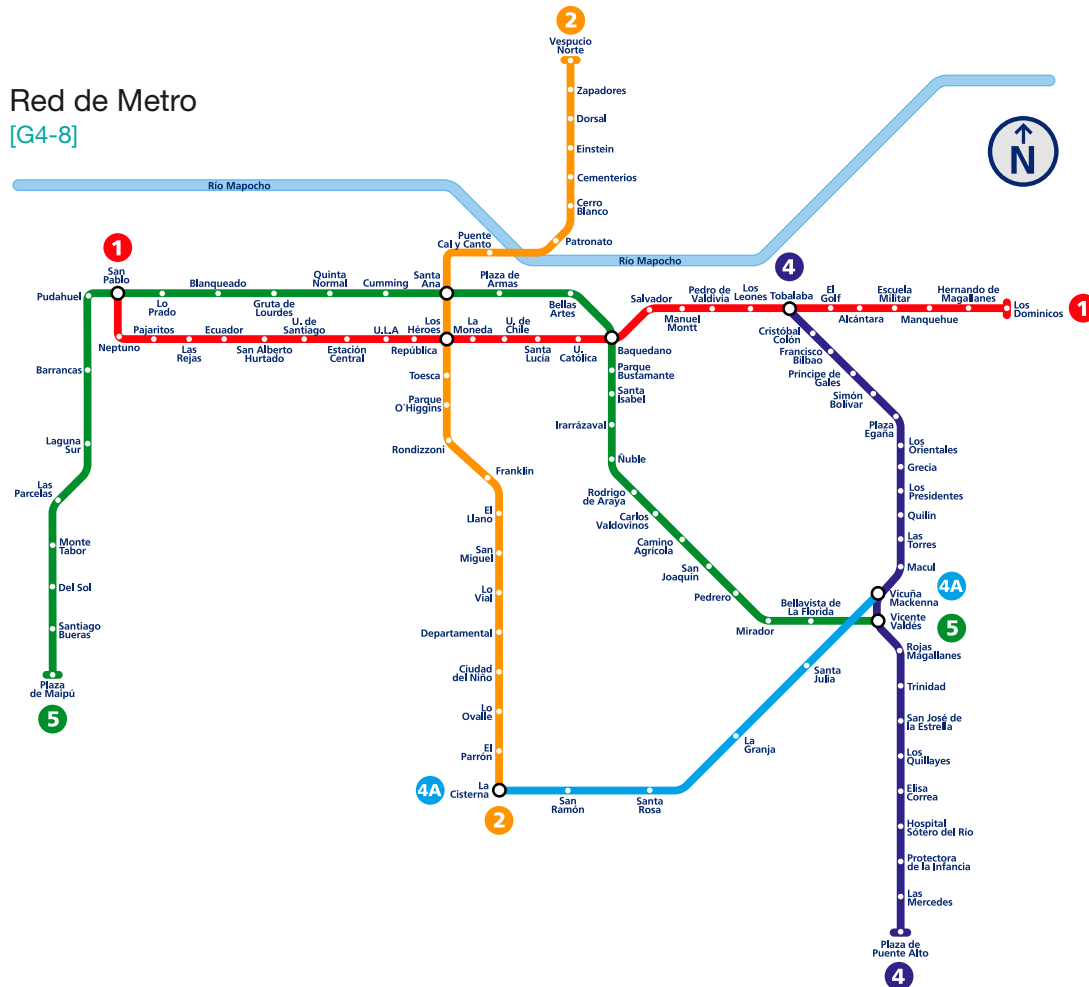 2
Vespucio
Norte
Red de Metro
[G4-8]
Zapadores
Dorsal
Einstein
Cementerios
Cerro
Blanco
Patronato
Puente
Cal y Canto
N
Río Mapocho
Río Mapocho
1
San
Pablo
Pudahuel
Lo
Prado
Blanqueado
Gruta de
Lourdes
Quinta
Normal
Cumming
Santa
Ana
Plaza de
Armas
Bellas
Artes
4
Tobalaba
Salvador
Manuel
Montt
Pedro de
Valdivia
Los
Leones
El
Golf
Alcántara
Escuela
Militar
Manquehue
Hernando de
Magallanes
Los
Dominicos
1
Neptuno
Pajaritos
Las
Rejas
Ecuador
San Alberto
Hurtado
U. de
Santiago
Estación
Central
U.L.A
República
Los
Héroes
La
Moneda
U. de
Chile
Santa
Lucía
U.
Católica
Baquedano
Parque
Bustamante
Santa
Isabel
Irarrázaval
Ñuble
Rodrigo
de Araya
Carlos
Valdovinos
Camino
Agrícola
San
Joaquín
Pedrero
Mirador
Bellavista de
La Florida
Cristóbal
Colón
Francisco
Bilbao
Príncipe de
Gales
Simón
Bolívar
Plaza
Egaña
Los
Orientales
Grecia
Los
Presidentes
Quilín
Las
Torres
Macul
Vicuña
Mackenna
4A
Vicente
Valdés
5
Rojas
Magallanes
Trinidad
San José de
la Estrella
Los
Quillayes
Elisa
Correa
Hospital
Sótero del Río
Protectora
de la Infancia
Las
Mercedes
Plaza de
Puente Alto
4
Barrancas
Laguna
Sur
Las
Parcelas
Monte
Tabor
Del Sol
Santiago
Bueras
Plaza
de Maipú
5
Toesca
Parque
O`Higgins
Rondizzoni
Franklin
El
Llano
San
Miguel
Lo
Vial
Departamental
Ciudad
del Niño
Lo
Ovalle
El
Parrón
4A
La
Cisterna
2
San
Ramón
Santa
Rosa
La
Granja
Santa
Julia